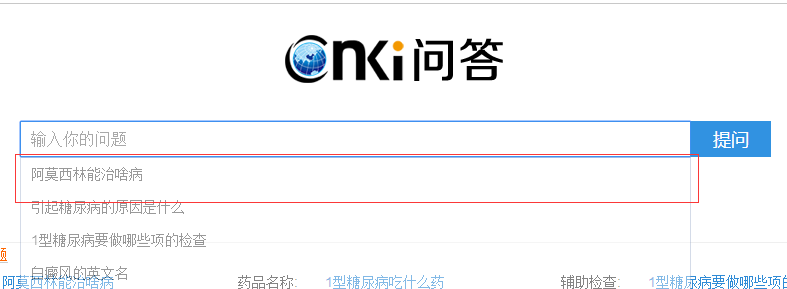 cnki问答
输入你的问题 提问
阿莫西林能治啥病
引起糖尿病的原因是什么
1型糖尿病要做哪些项的检查
白癜风的英文名
题
阿莫西林能治啥病 药品名称: 1型糖尿病吃什么药 辅助检查: 1型糖尿病要做哪些项的